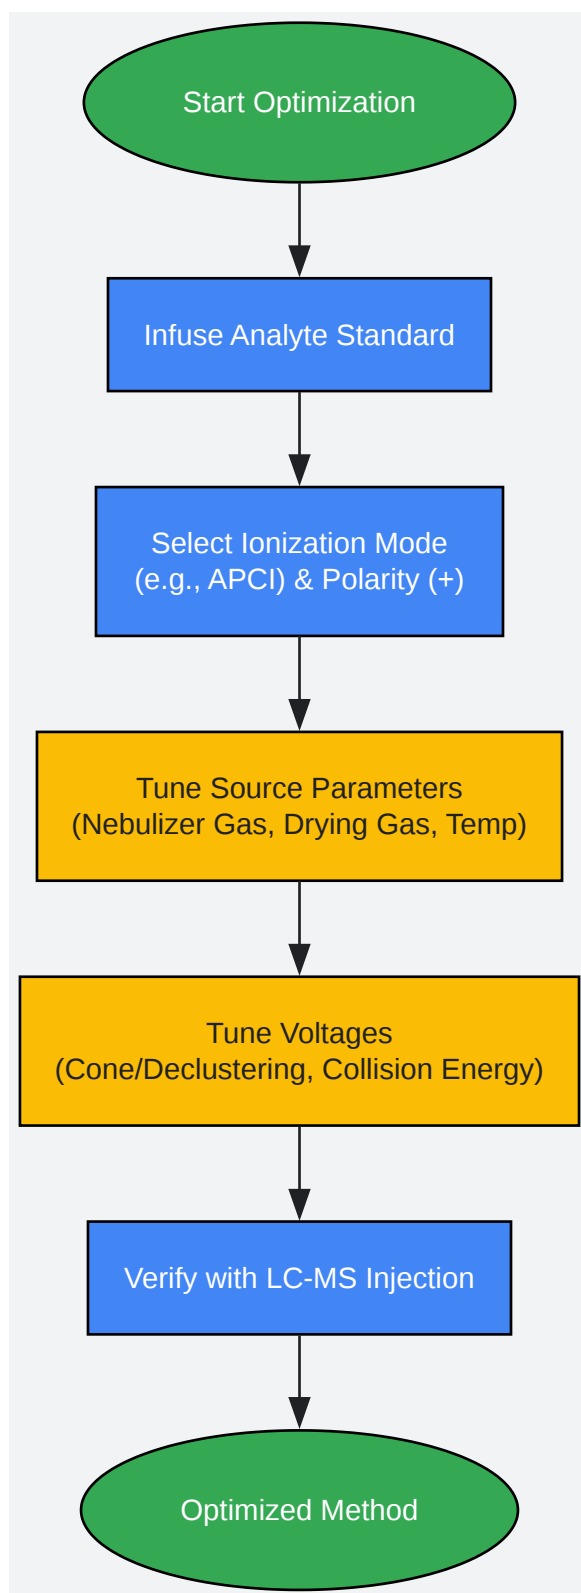 Start Optimization
Infuse Analyte Standard
Select Ionization Mode
(e.g., APCI) & Polarity (+)
Tune Source Parameters
(Nebulizer Gas, Drying Gas, Temp)
Tune Voltages
(Cone/Declustering, Collision Energy)
Verify with LC-MS Injection
Optimized Method